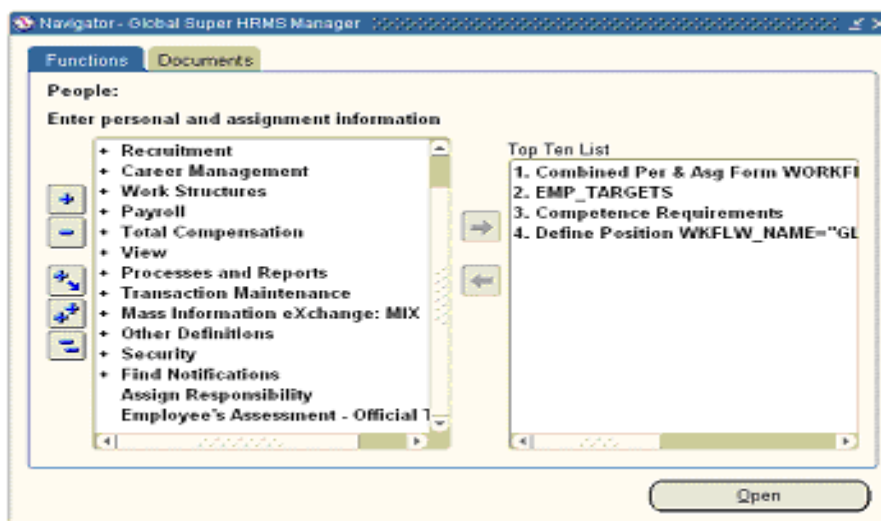 Navigator - Global Super HRMS Manager
Functions
Documents
People:
Enter personal and assignment information
+ Recruitment
+ Career Management
+ Work Structures
+ Payroll
+ Total Compensation
+ View
+ Processes and Reports
+ Transaction Maintenance
+ Mass Information eXchange: MIX
+ Other Definitions
+ Security
+ Find Notifications
Assign Responsibility
Employee's Assessment - Official
Top Ten List
1. Combined Per & Asg Form WORKFI
2. EMP_TARGETS
3. Competence Requirements
4. Define Position WKFLW_NAME="GL
Open